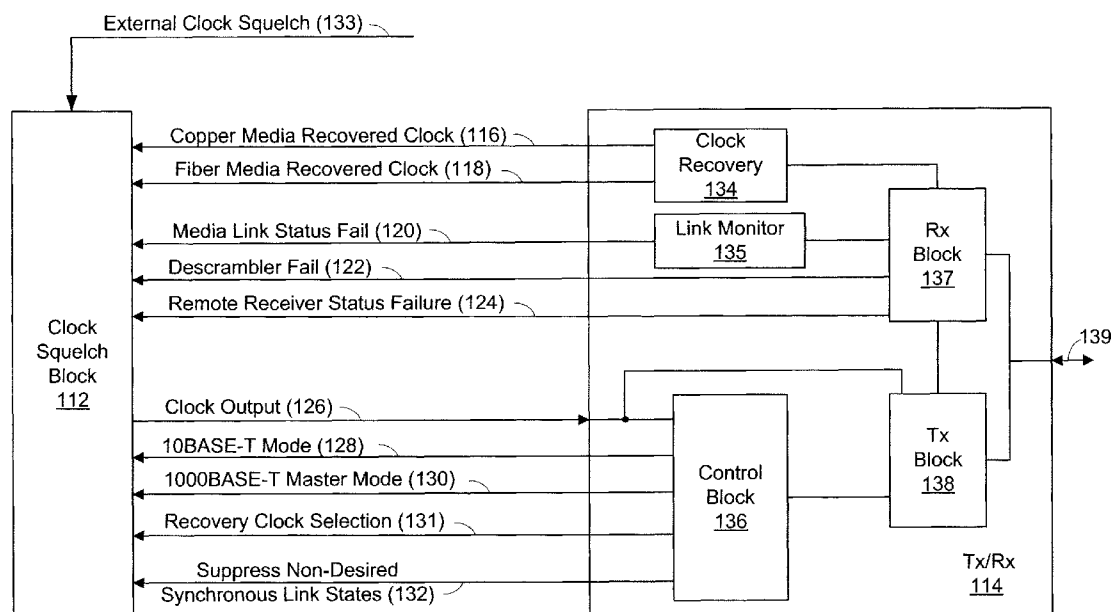 External Clock Squelch (133)
Copper Media Recovered Clock (116)
Fiber Media Recovered Clock (118)
Media Link Status Fail (120)
Descrambler Fail (122)
Remote Receiver Status Failure (124)
Clock
Squelch
Block
112
Clock Output (126)
10BASE-T Mode (128)
1000BASE-T Master Mode (130)
Recovery Clock Selection (131)
Suppress Non-Desired
Synchronous Link States (132)
Clock
Recovery
134
Link Monitor
135
Rx
Block
137
139
Control
Block
136
Tx
Block
138
Tx/Rx
114